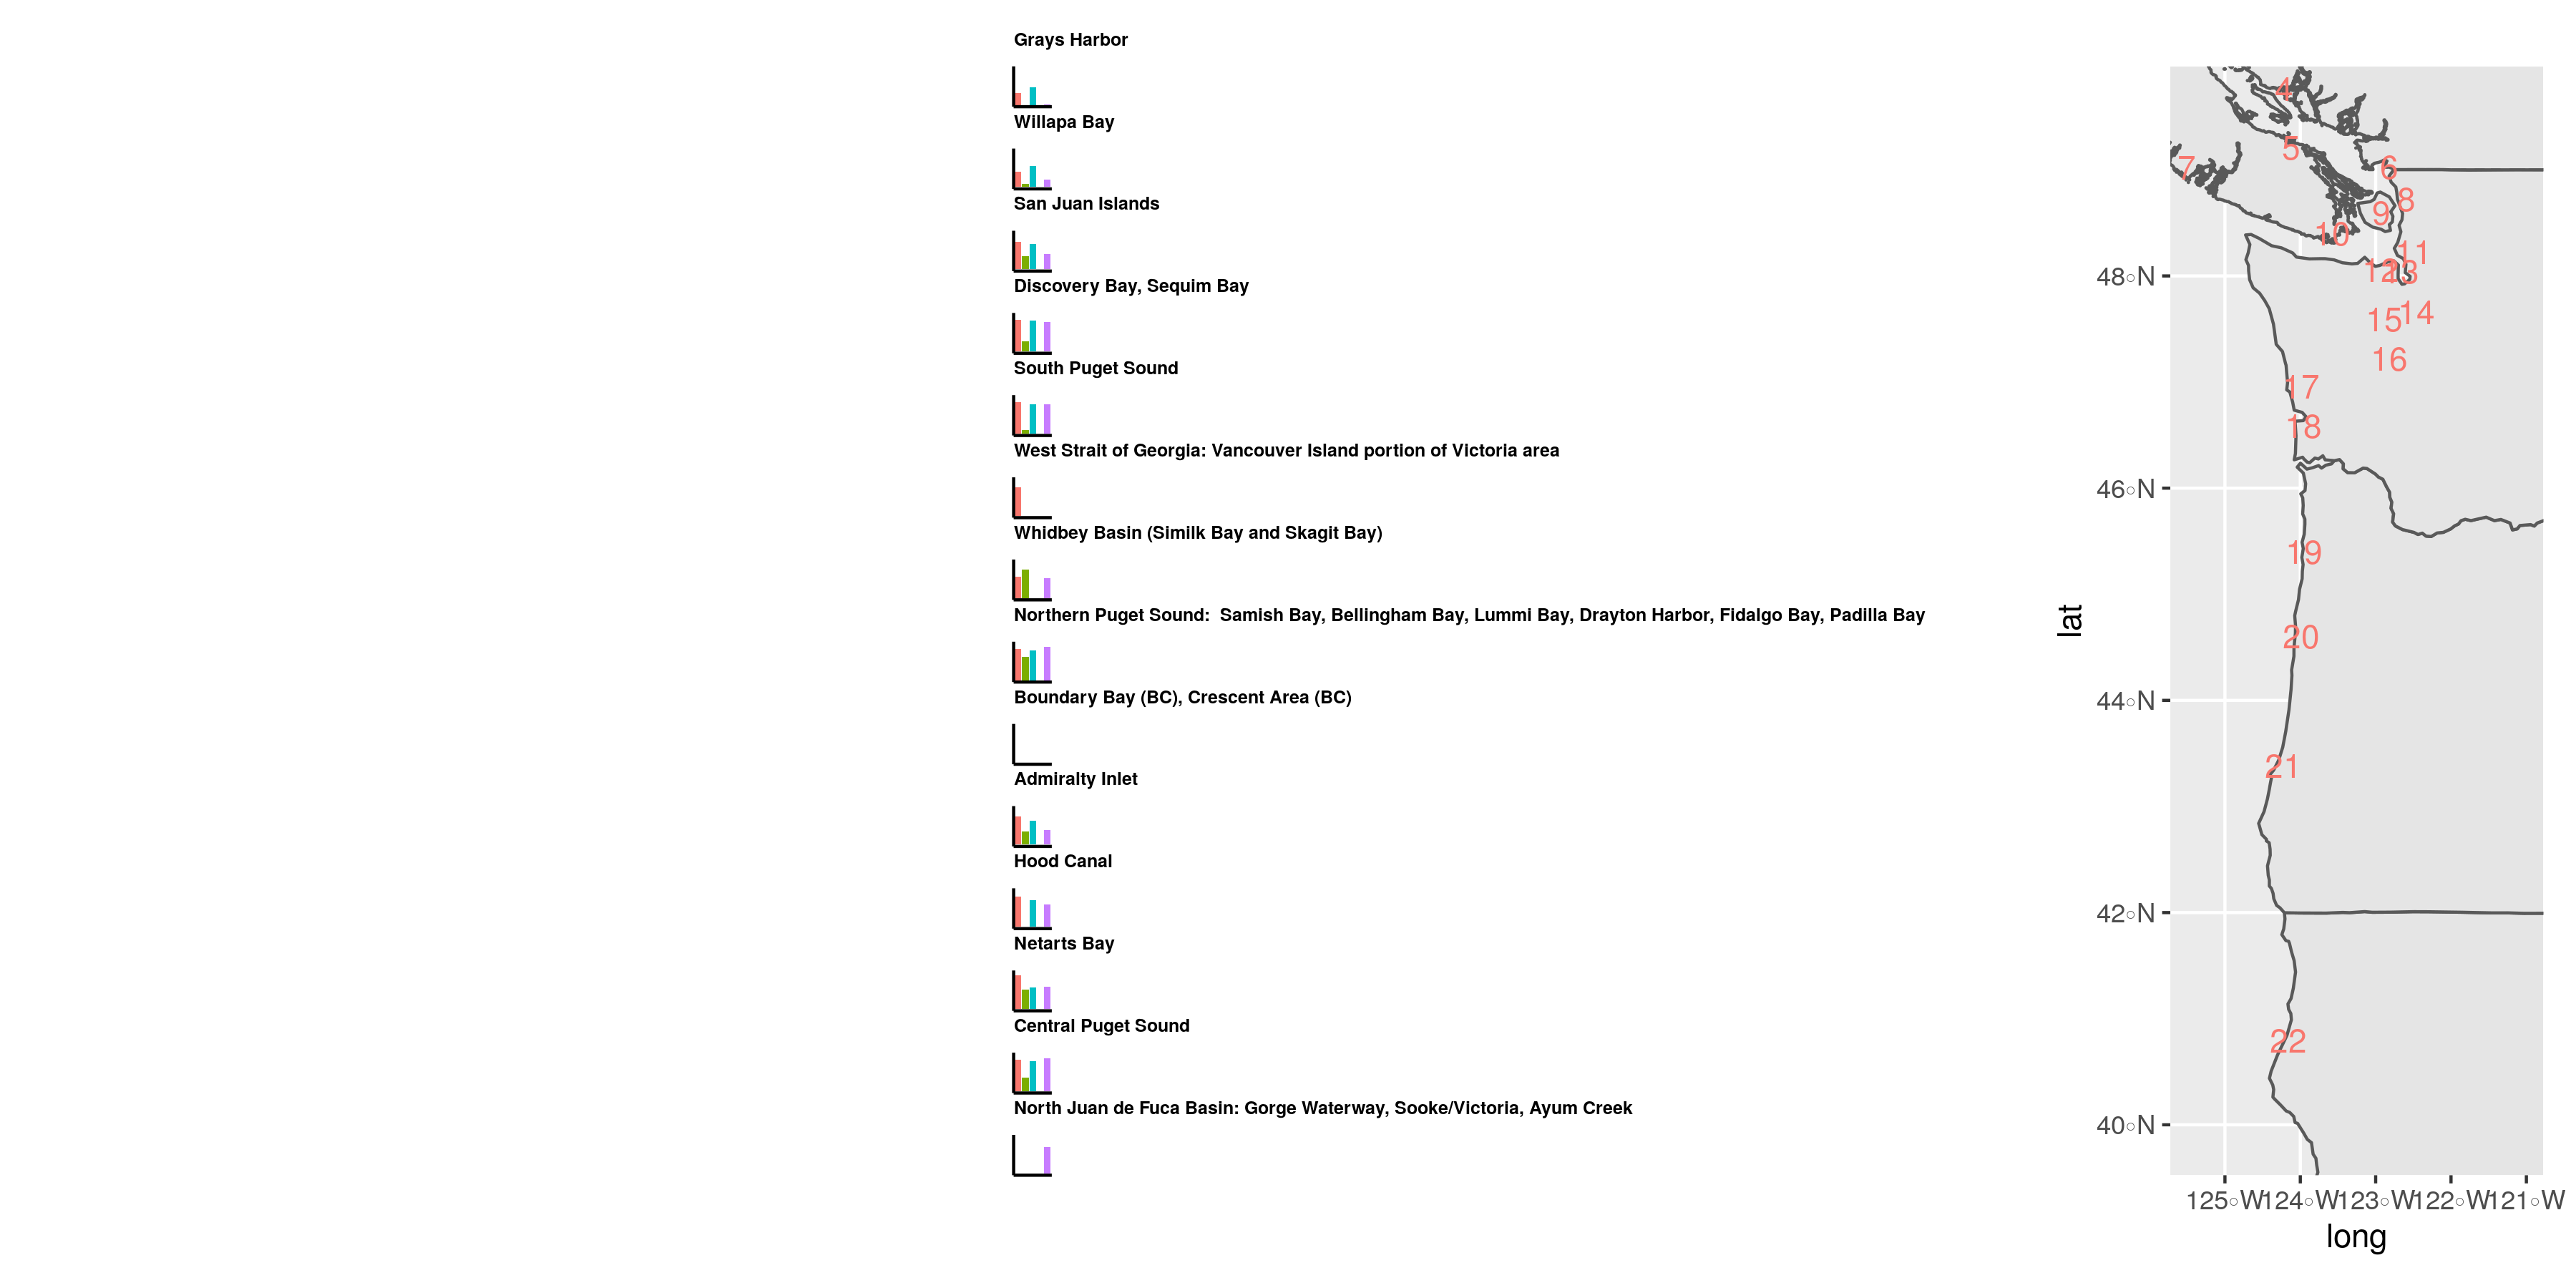 Grays Harbor
Willapa Bay
San Juan Islands
Discovery Bay, Sequim Bay
South Puget Sound
West Strait of Georgia: Vancouver Island portion of Victoria area
Whidbey Basin (Similk Bay and Skagit Bay)
Northern Puget Sound:  Samish Bay, Bellingham Bay, Lummi Bay, Drayton Harbor, Fidalgo Bay, Padilla Bay
Boundary Bay (BC), Crescent Area (BC)
Admiralty Inlet
Hood Canal
Netarts Bay
Central Puget Sound
North Juan de Fuca Basin: Gorge Waterway, Sooke/Victoria, Ayum Creek
4
5
7
6
8
9
10
11
12
13
48°N
15
14
16
17
18
46°N
19
lat
20
44°N
21
42°N
22
40°N
125°W
124°W
123°W
122°W
121°W
long